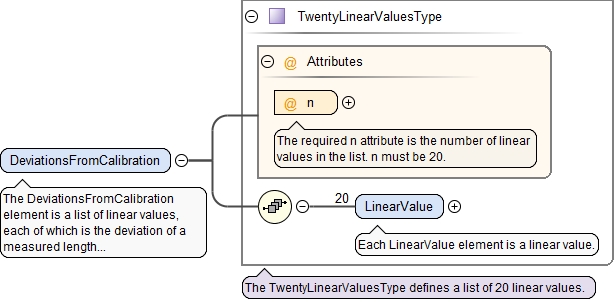 TwentyLinearValuesType
Attributes
@
n
The required n attribute is the number of linear
values in the list. n must be 20.
DeviationsFromCalibration
The DeviationsFromCalibration
element is a list of linear values,
each of which is the deviation of a
measured length...
20
LinearValue
Each LinearValue element is a linear value.
The TwentyLinearValuesType defines a list of 20 linear values.